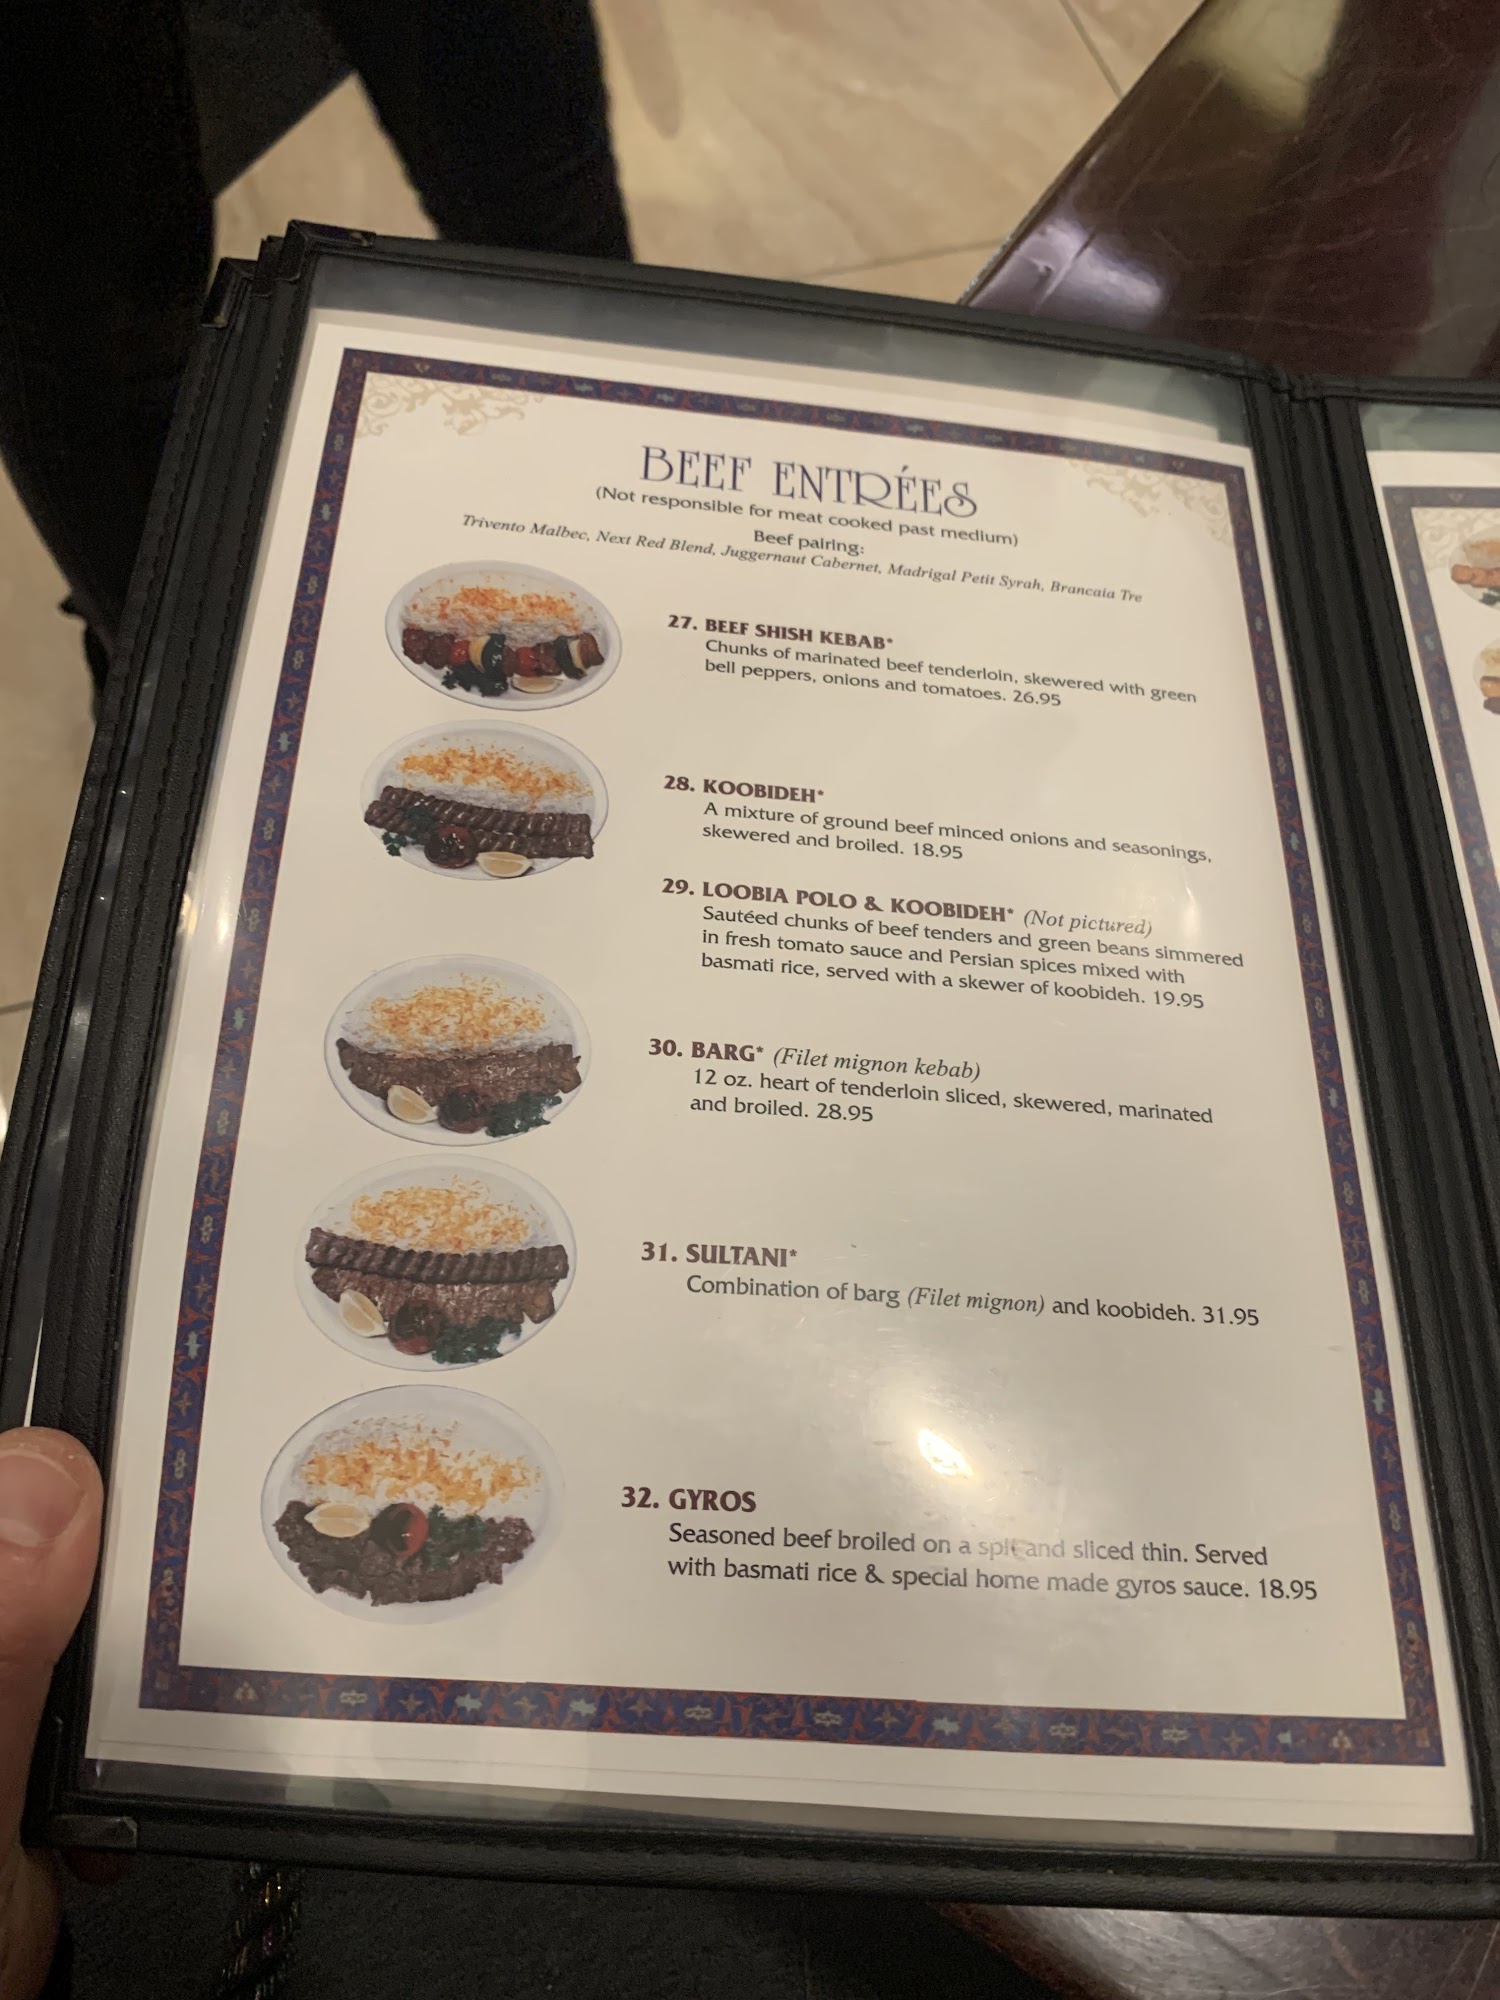 BEEF ENTRÉES
(Not responsible for meat cooked past medium)
Beef pairing:
Trivento Malbec, Next Red Blend, Juggernaut Cabernet, Madrigal Petit Syrah, Brancaia Tre
27. BEEF SHISH KEBAB*
Chunks of marinated beef tenderloin, skewered with green
bell peppers, onions and tomatoes. 26.95
28. KOOBIDEH*
A mixture of ground beef minced onions and seasonings,
skewered and broiled. 18.95
29. LOOBIA POLO & KOOBIDEH* (Not pictured)
Sautéed chunks of beef tenders and green beans simmered
in fresh tomato sauce and Persian spices mixed with
basmati rice, served with a skewer of koobideh. 19.95
30. BARG* (Filet mignon kebab)
12 oz. heart of tenderloin sliced, skewered, marinated
and broiled. 28.95
31. SULTANI*
Combination of barg (Filet mignon) and koobideh. 31.95
32. GYROS
Seasoned beef broiled on a spit and sliced thin. Served
with basmati rice & special home made gyros sauce. 18.95